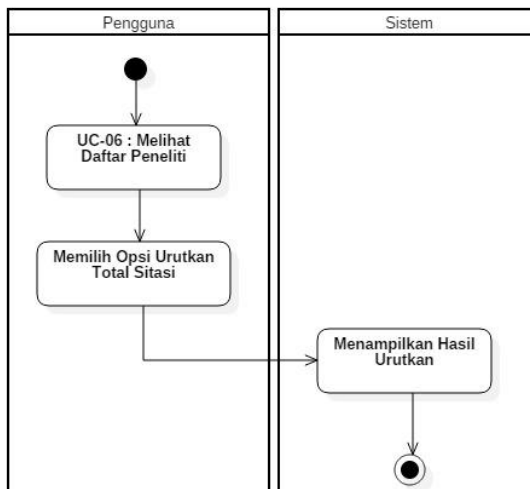 Pengguna
Sistem
UC-06 : Melihat
Daftar Peneliti
Memilih Opsi Urutkan
Total Sitasi
Menampilkan Hasil
Urutkan